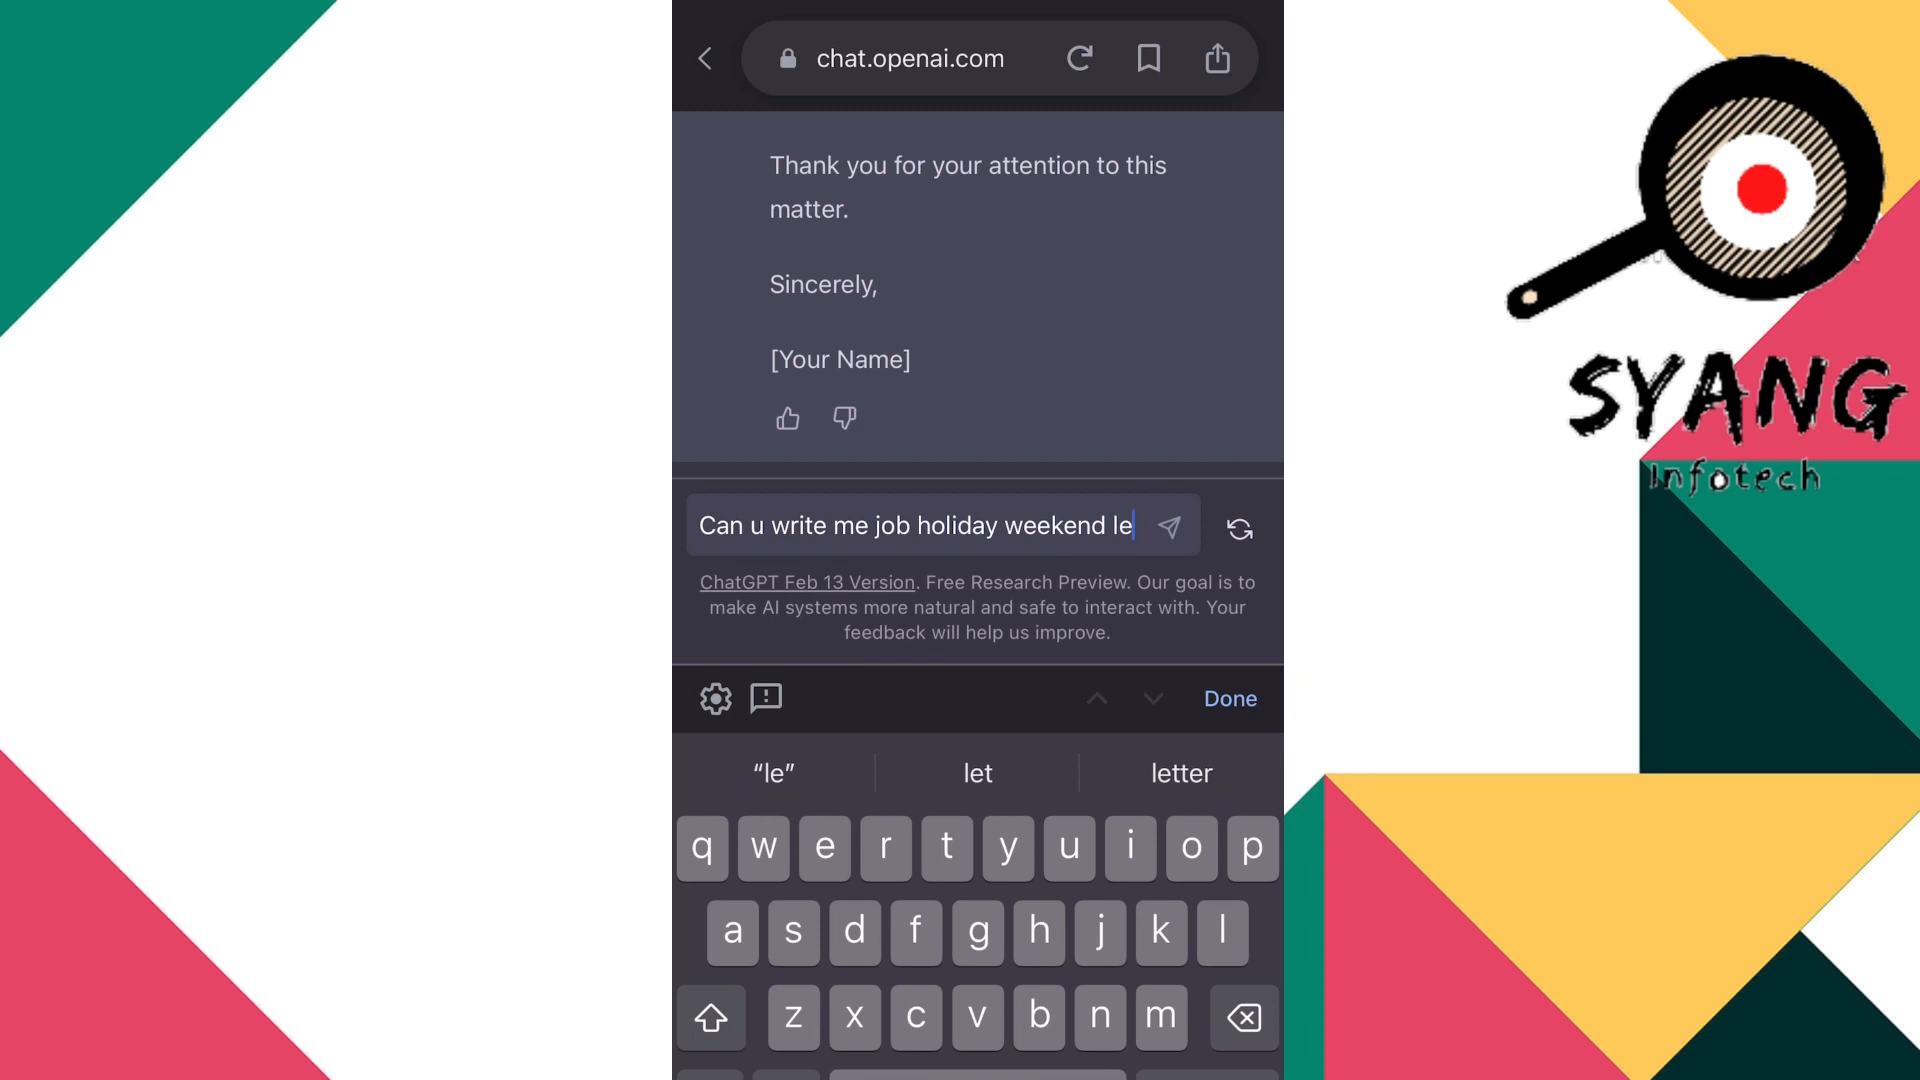 chat.openai.com
Thank you for your attention to this
matter.
Sincerely,
[Your Name]
Can u write me job holiday weekend le
ChatGPT Feb 13 Version. Free Research Preview. Our goal is to
make AI systems more natural and safe to interact with. Your
feedback will help us improve.
Done
“le” let letter
q w e r t y u i o p
a s d f g h j k l
z x c v b n m
SYANG
Infotech